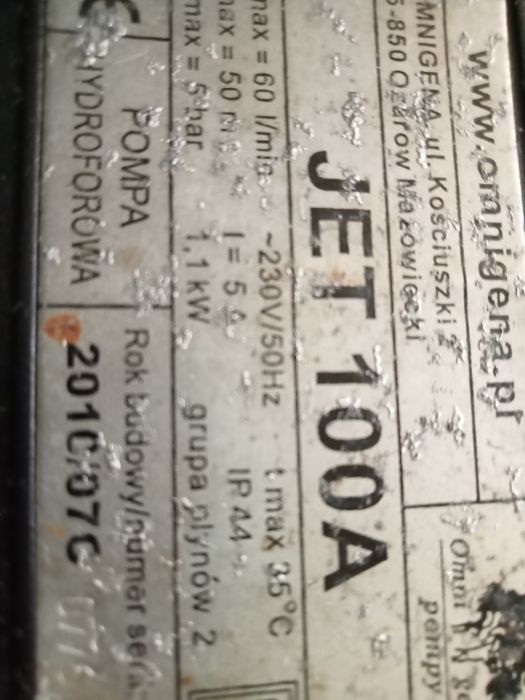 www.omnigena.pl
MNIGENA ul. Kościuszki
5-850 Ożarów Mazowiecki
Omni
pompy
JET 100A
max = 60 l/min ~230V/50Hz t max 35°C
max = 50 m I = 5 A IP 44
max = 5 bar 1,1 kW grupa płynów 2
POMPA
HYDROFOROWA
Rok budowy/numer